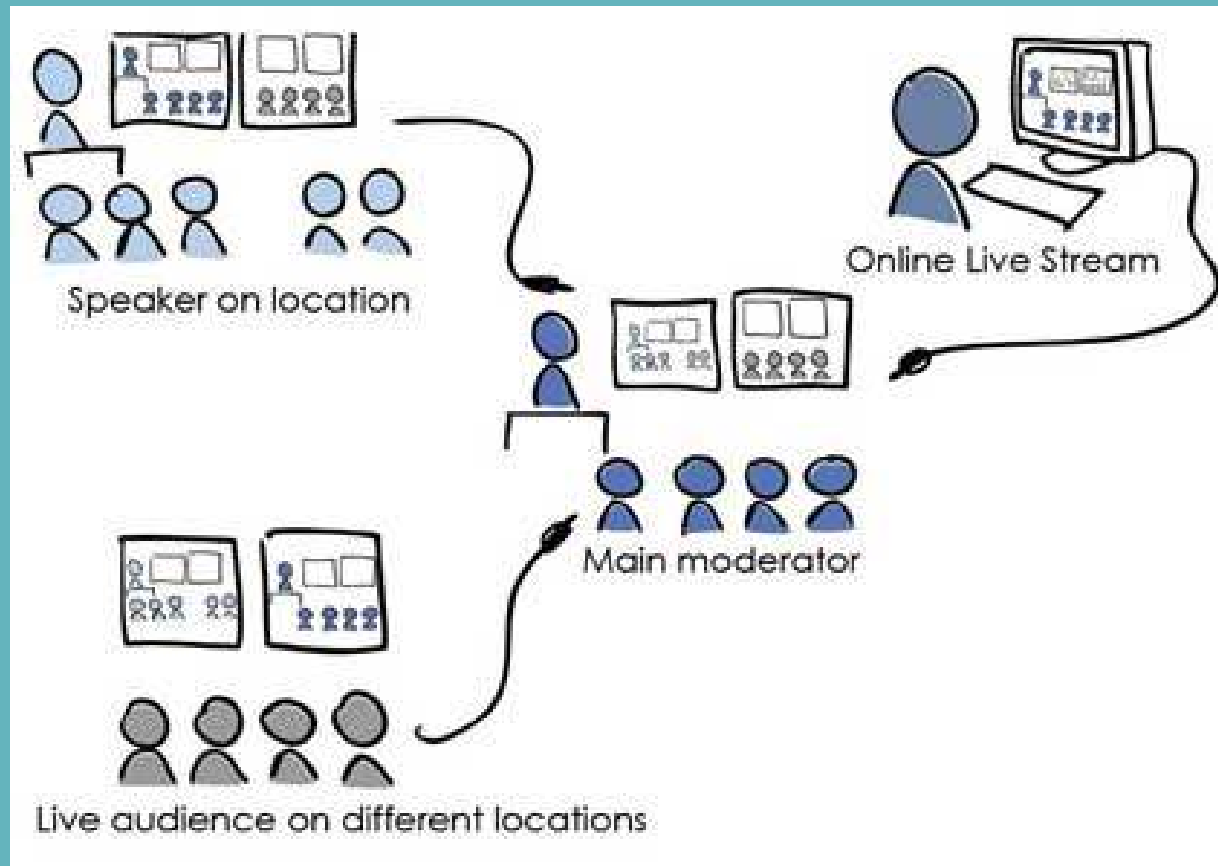 Speaker on location
Online Live Stream
Main moderator
Live audience on different locations